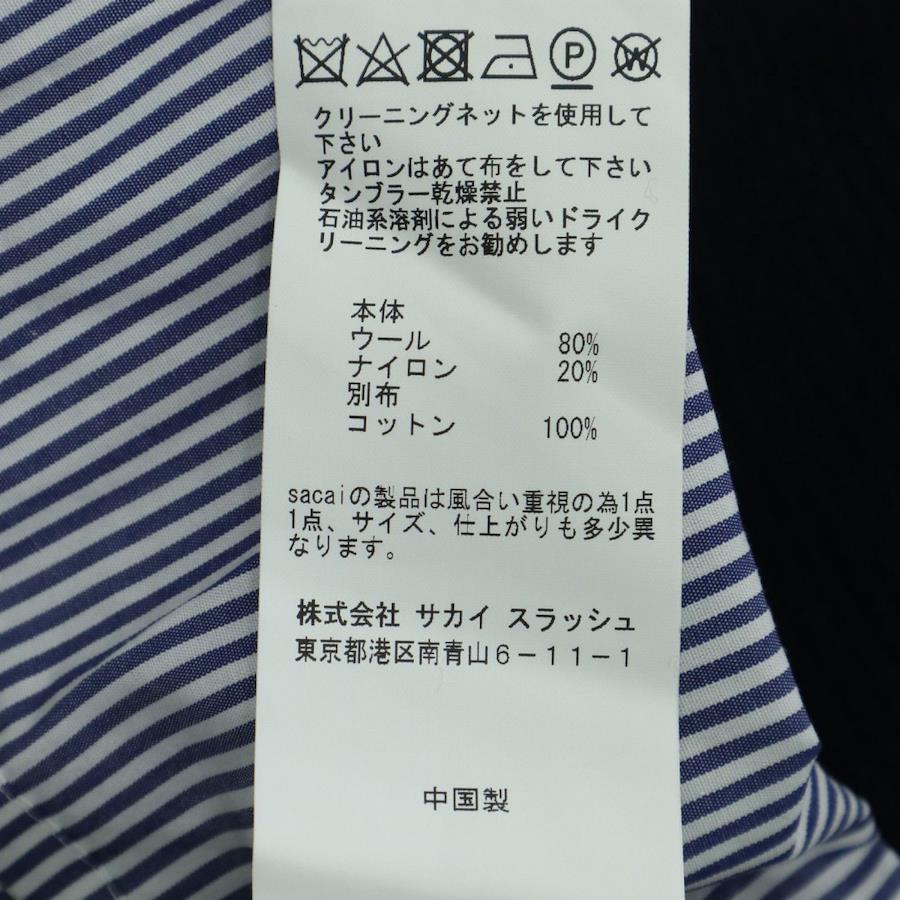 P W
クリーニングネットを使用して
下さい
アイロンはあて布をして下さい
タンブラー乾燥禁止
石油系溶剤による弱いドライク
リーニングをお勧めします
本体
ウール 80%
ナイロン 20%
別布
コットン 100%
sacaiの製品は風合い重視の為1点
1点、サイズ、仕上がりも多少異
なります。
株式会社 サカイ スラッシュ
東京都港区南青山6-11-1
中国製